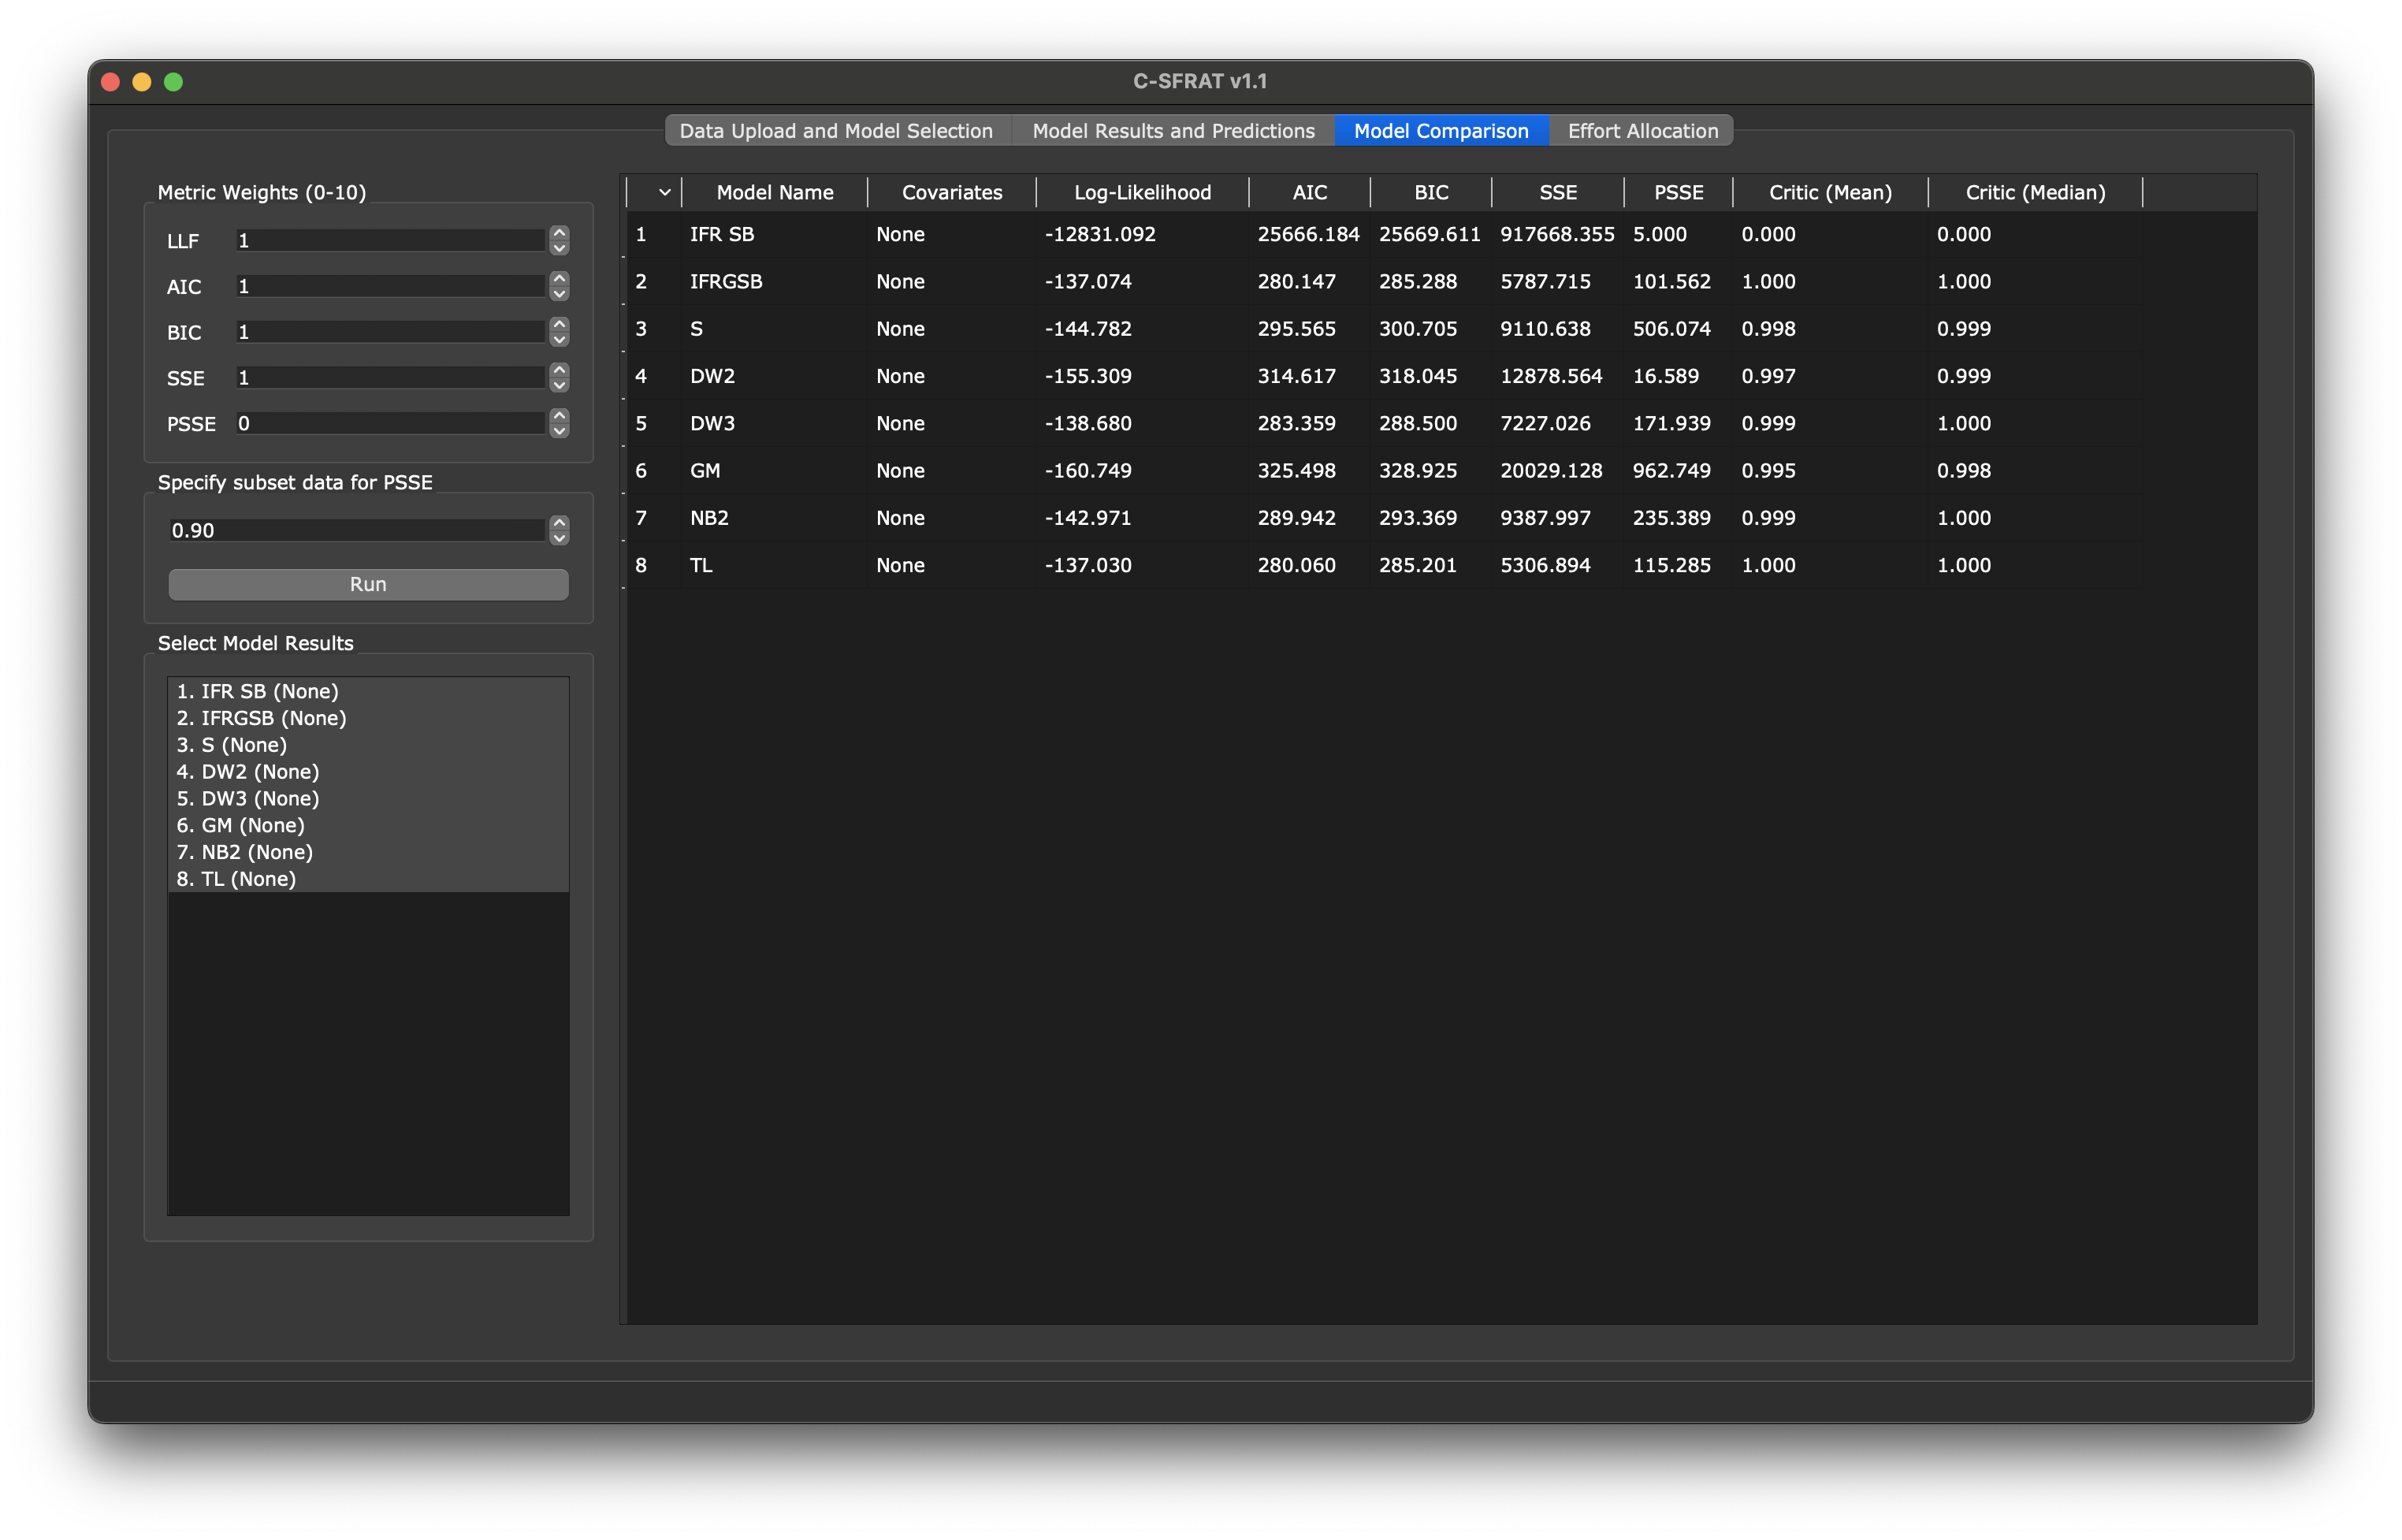 C-SFRAT v1.1
Data Upload and Model Selection Model Results and Predictions Model Comparison Effort Allocation
Metric Weights (0-10)
LLF 1
AIC 1
BIC 1
SSE 1
PSSE 0
Specify subset data for PSSE
0.90
Run
Select Model Results
1. IFR SB (None)
2. IFRGSB (None)
3. S (None)
4. DW2 (None)
5. DW3 (None)
6. GM (None)
7. NB2 (None)
8. TL (None)
Model Name Covariates Log-Likelihood AIC BIC SSE PSSE Critic (Mean) Critic (Median)
1 IFR SB None -12831.092 25666.184 25669.611 917668.355 5.000 0.000 0.000
2 IFRGSB None -137.074 280.147 285.288 5787.715 101.562 1.000 1.000
3 S None -144.782 295.565 300.705 9110.638 506.074 0.998 0.999
4 DW2 None -155.309 314.617 318.045 12878.564 16.589 0.997 0.999
5 DW3 None -138.680 283.359 288.500 7227.026 171.939 0.999 1.000
6 GM None -160.749 325.498 328.925 20029.128 962.749 0.995 0.998
7 NB2 None -142.971 289.942 293.369 9387.997 235.389 0.999 1.000
8 TL None -137.030 280.060 285.201 5306.894 115.285 1.000 1.000